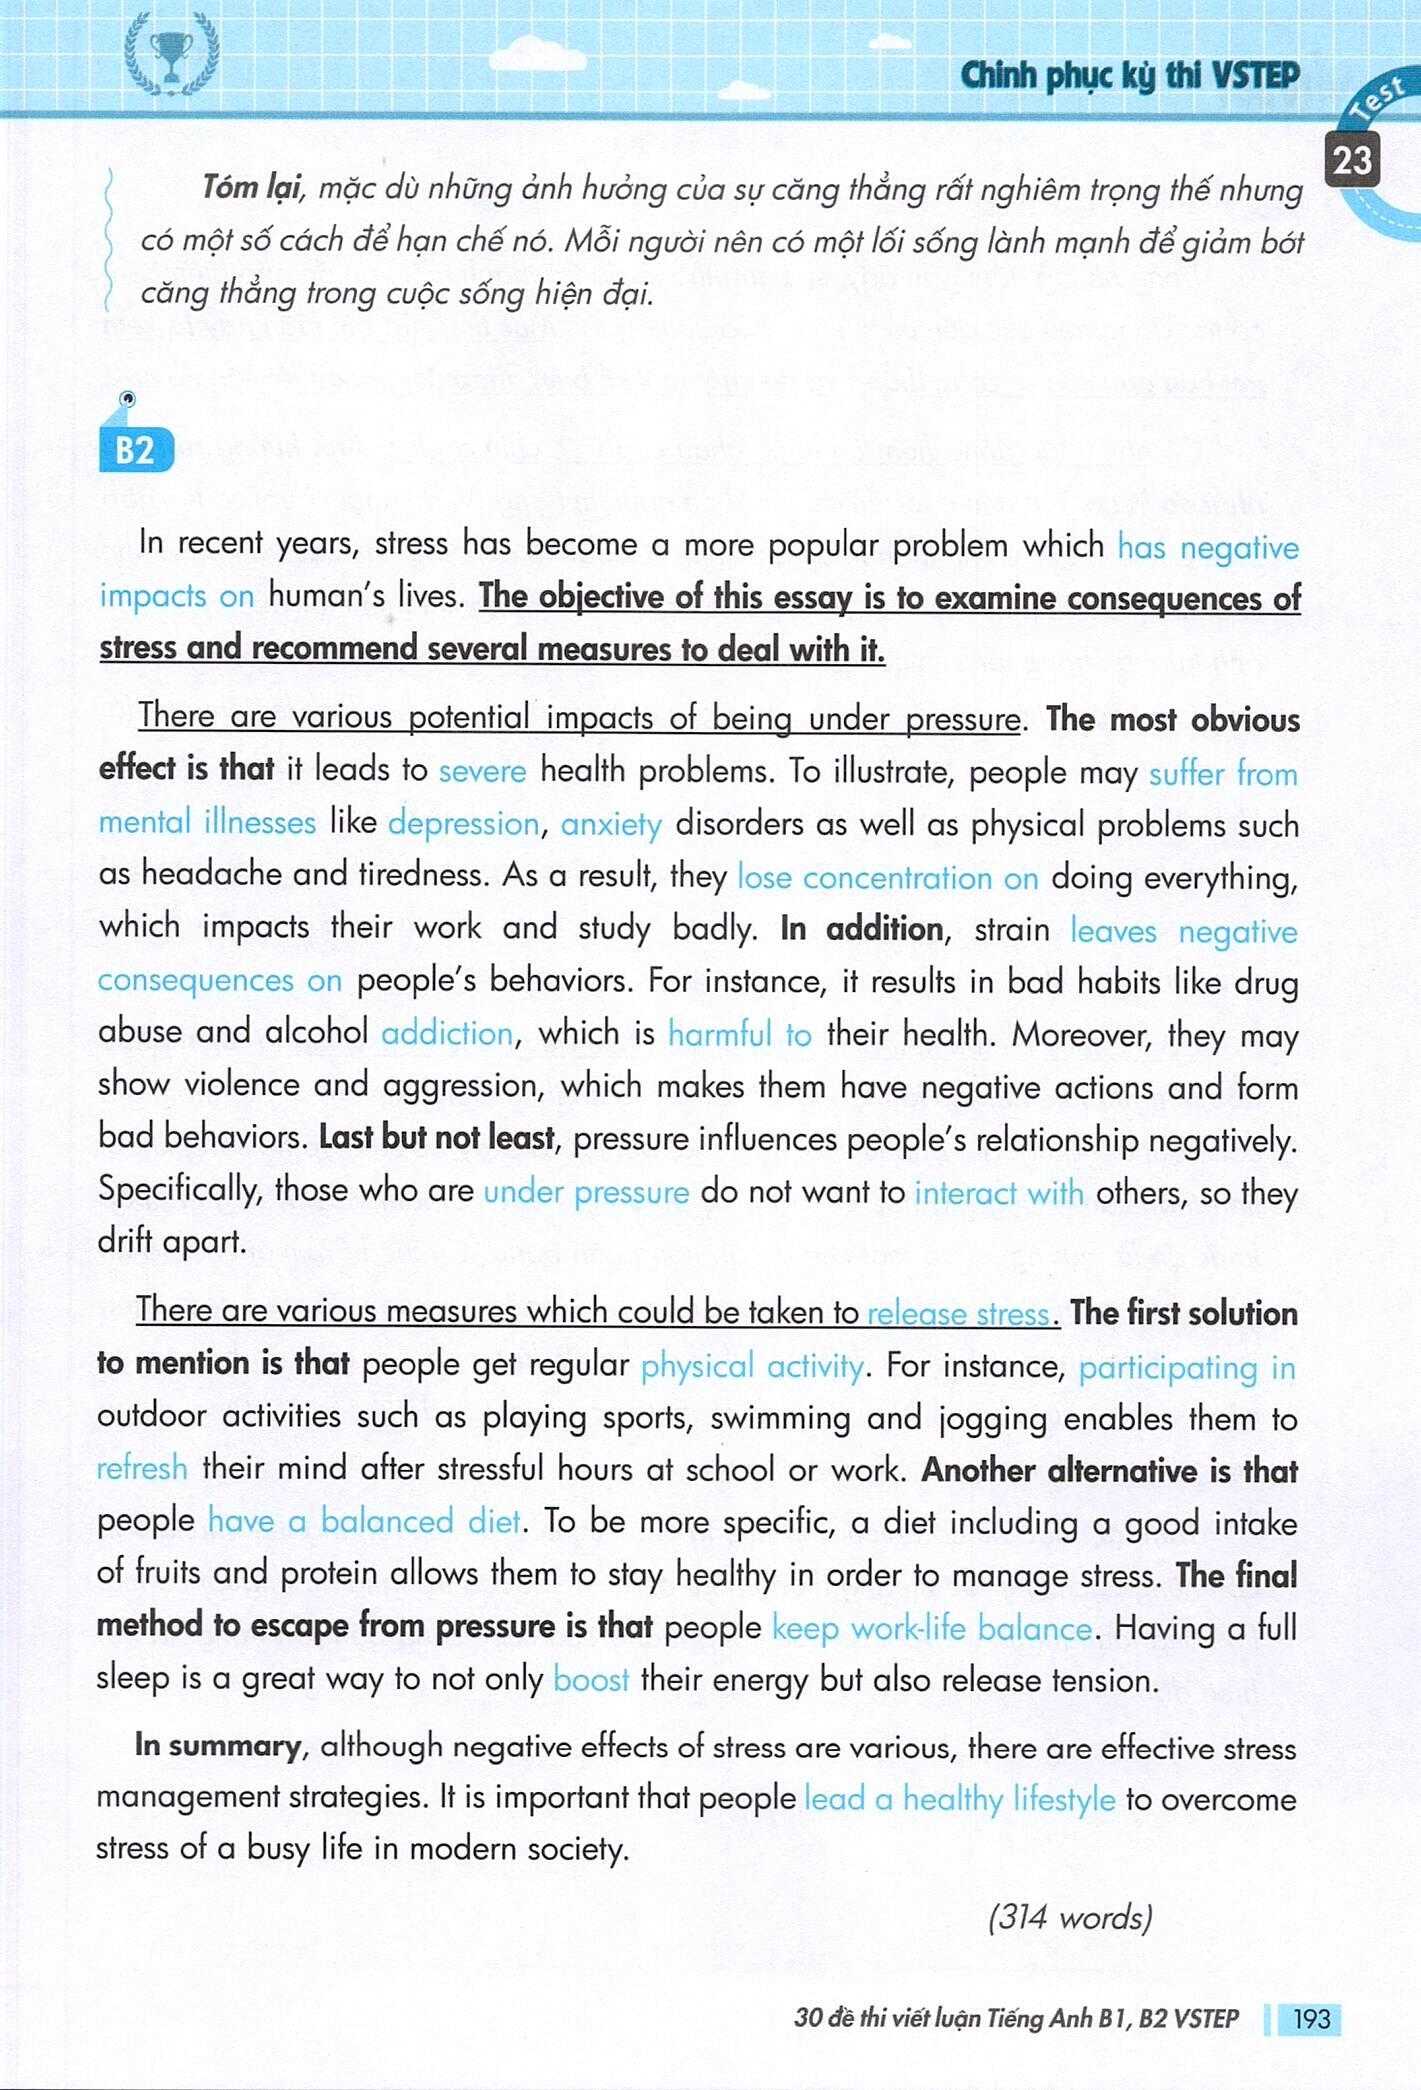 Chinh phục kỳ thi VSTEP
Test
23
Tóm lại, mặc dù những ảnh hưởng của sự căng thẳng rất nghiêm trọng thế nhưng
có một số cách để hạn chế nó. Mỗi người nên có một lối sống lành mạnh để giảm bớt
căng thẳng trong cuộc sống hiện đại.
B2
In recent years, stress has become a more popular problem which has negative
impacts on human's lives. The objective of this essay is to examine consequences of
stress and recommend several measures to deal with it.
There are various potential impacts of being under pressure. The most obvious
effect is that it leads to severe health problems. To illustrate, people may suffer from
mental illnesses like depression, anxiety disorders as well as physical problems such
as headache and tiredness. As a result, they lose concentration on doing everything,
which impacts their work and study badly. In addition, strain leaves negative
consequences on people's behaviors. For instance, it results in bad habits like drug
abuse and alcohol addiction, which is harmful to their health. Moreover, they may
show violence and aggression, which makes them have negative actions and form
bad behaviors. Last but not least, pressure influences people's relationship negatively.
Specifically, those who are under pressure do not want to interact with others, so they
drift apart.
There are various measures which could be taken to release stress. The first solution
to mention is that people get regular physical activity. For instance, participating in
outdoor activities such as playing sports, swimming and jogging enables them to
refresh their mind after stressful hours at school or work. Another alternative is that
people have a balanced diet. To be more specific, a diet including a good intake
of fruits and protein allows them to stay healthy in order to manage stress. The final
method to escape from pressure is that people keep work-life balance. Having a full
sleep is a great way to not only boost their energy but also release tension.
In summary, although negative effects of stress are various, there are effective stress
management strategies. It is important that people lead a healthy lifestyle to overcome
stress of a busy life in modern society.
(314 words)
30 đề thi viết luận Tiếng Anh B1, B2 VSTEP
193